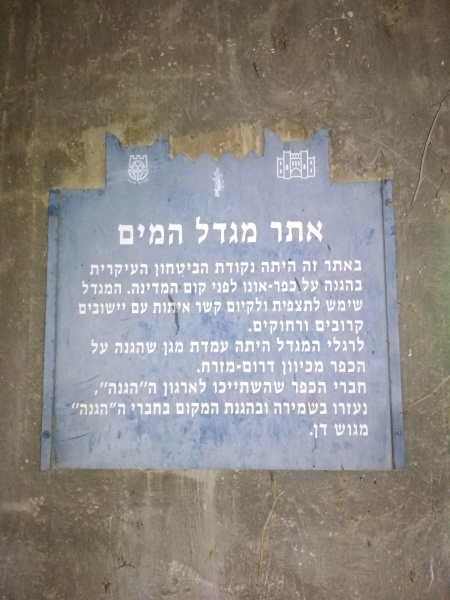 אתר מגדל המים
באתר זה היתה נקודת הביטחון העיקרית
בהגנה על כפר-אונו לפני קום המדינה. המגדל
שימש לתצפית ולקיום קשר איתות עם יישובים
קרובים ורחוקים.
לרגלי המגדל היתה עמדת מגן שהגנה על
הכפר מכיוון דרום-מזרח.
חברי הכפר שהשתייכו לארגון ה״הגנה״,
נעזרו בשמירה ובהגנת המקום בחברי ה״הגנה״
מגוש דן.